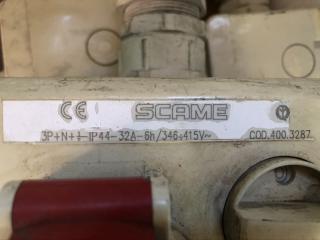 CE SCAME
3P+N+⏚ IP44-32A-6h/346÷415V~ COD.400.3287